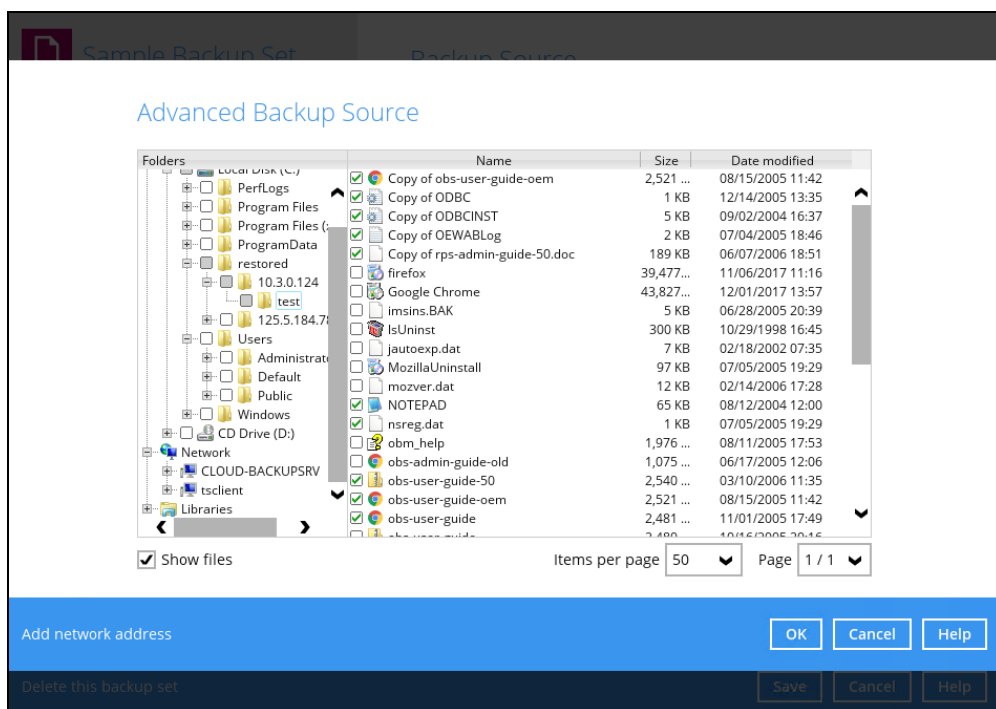 Sample Backup Set
Backup Source
Advanced Backup Source
Folders
Name
Size
Date modified
Local Disk (C:)
PerfLogs
Program Files
Program Files (
ProgramData
restored
10.3.0.124
test
125.5.184.7
Users
Administrat
Default
Public
Windows
CD Drive (D:)
Network
CLOUD-BACKUPSRV
tsclient
Libraries
Copy of obs-user-guide-oem 2,521 ... 08/15/2005 11:42
Copy of ODBC 1 KB 12/14/2005 13:35
Copy of ODBCINST 5 KB 09/02/2004 16:37
Copy of OEWABLog 2 KB 07/04/2005 18:46
Copy of rps-admin-guide-50.doc 189 KB 06/07/2006 18:51
firefox 39,477... 11/06/2017 11:16
Google Chrome 43,827... 12/01/2017 13:57
imsins.BAK 5 KB 06/28/2005 20:39
IsUninst 300 KB 10/29/1998 16:45
jautoexp.dat 7 KB 02/18/2002 07:35
MozillaUninstall 97 KB 07/05/2005 19:29
mozver.dat 12 KB 02/14/2006 17:28
NOTEPAD 65 KB 08/12/2004 12:00
nsreg.dat 1 KB 07/05/2005 19:29
obm_help 1,976 ... 08/11/2005 17:53
obs-admin-guide-old 1,075 ... 06/17/2005 12:06
obs-user-guide-50 2,540 ... 03/10/2006 11:35
obs-user-guide-oem 2,521 ... 08/15/2005 11:42
obs-user-guide 2,481 ... 11/01/2005 17:49
Show files
Items per page 50
Page 1 / 1
Add network address
OK
Cancel
Help
Delete this backup set
Save
Cancel
Help